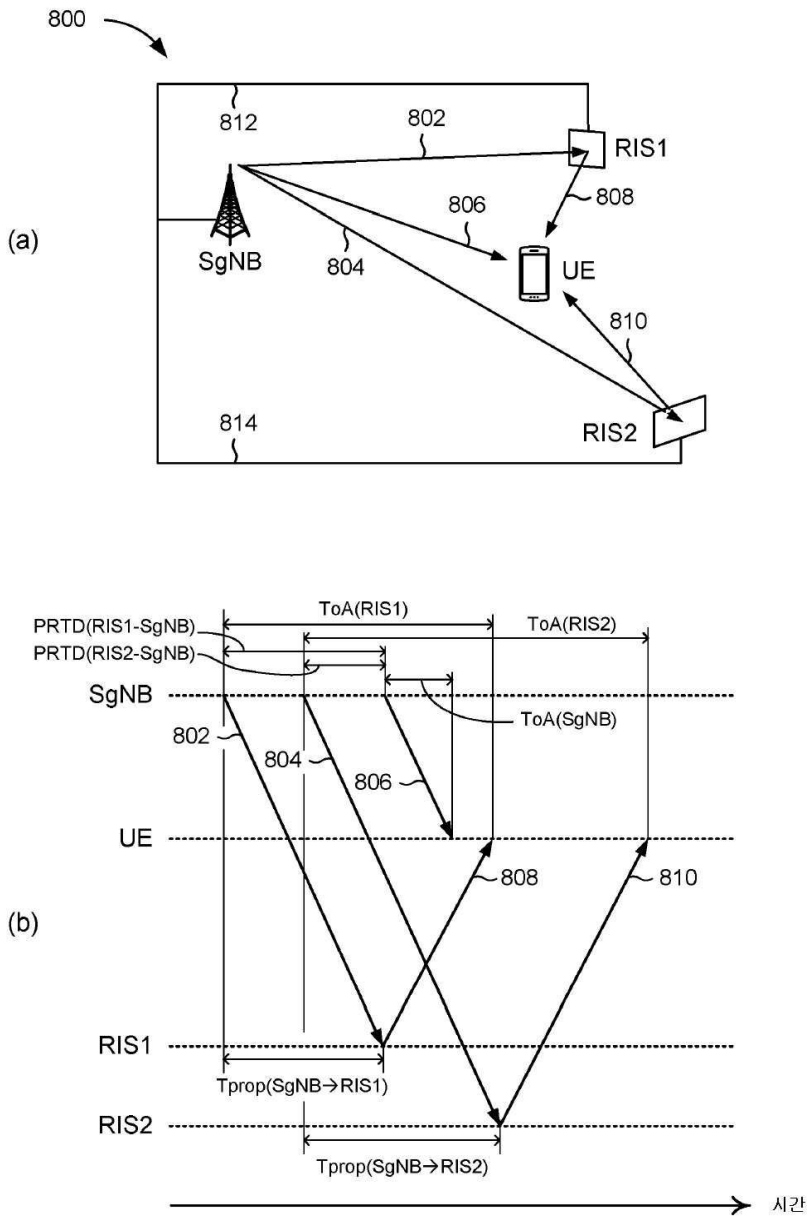 800
812
802
RIS1
808
806
(a)
804
SgNB
UE
810
814
RIS2
ToA(RIS1)
PRTD(RIS1-SgNB)
ToA(RIS2)
PRTD(RIS2-SgNB)
SgNB
ToA(SgNB)
802
804
806
UE
808
810
(b)
RIS1
Tprop(SgNB→RIS1)
RIS2
Tprop(SgNB→RIS2)
시간